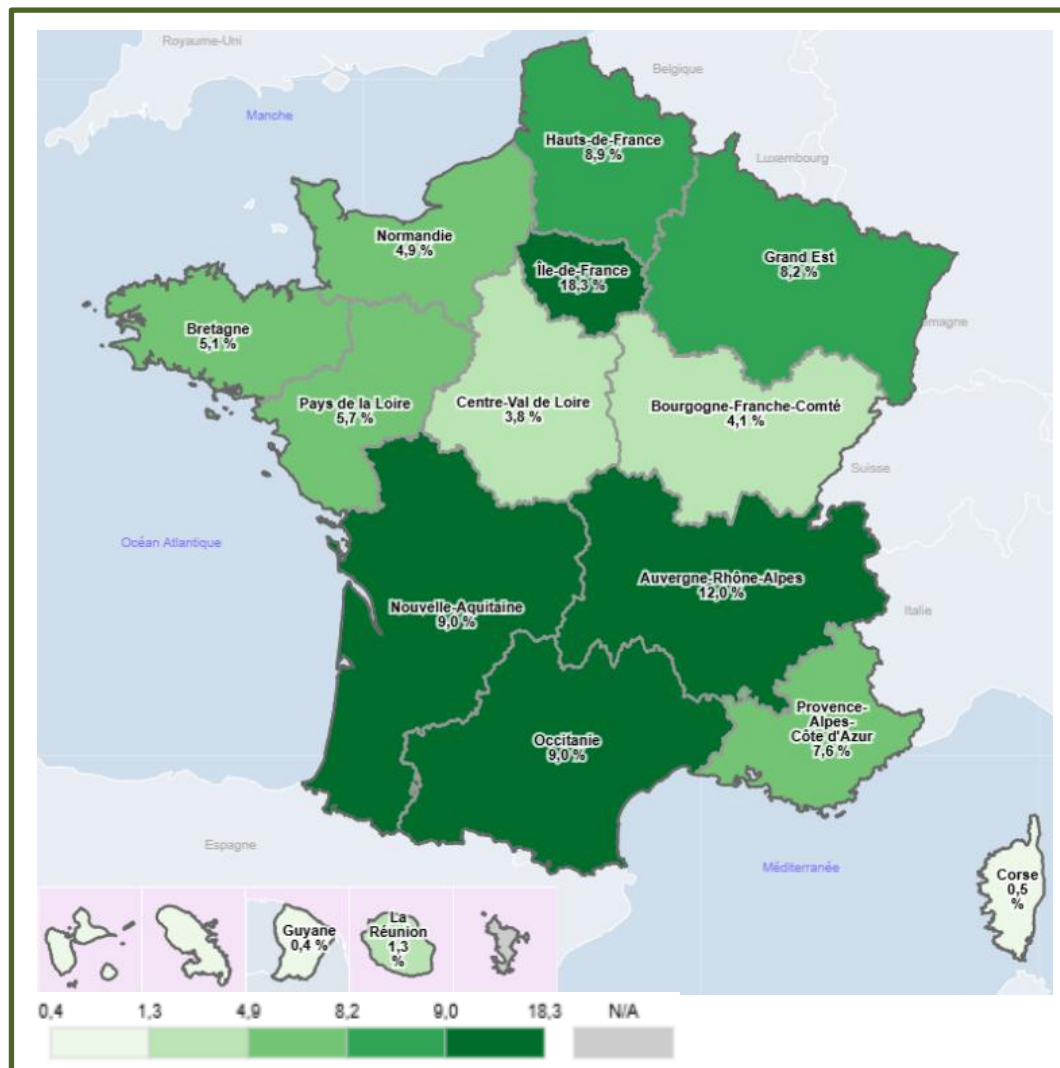 Royaume-Uni
Belgique
Manche
Hauts-de-France
8,9 %
Luxembourg
Normandie
4,9 %
Île-de-France
18,3 %
Grand Est
8,2 %
Bretagne
5,1 %
emagne
Pays de la Loire
5,7 %
Centre-Val de Loire
3,8 %
Bourgogne-Franche-Comté
4,1 %
Suisse
Océan Atlantique
Auvergne-Rhône-Alpes
12,0 %
Nouvelle-Aquitaine
9,0 %
Italie
Provence-
Alpes-
Côte d'Azur
7,6 %
Occitanie
9,0 %
Espagne
Méditerranée
Corse
0,5
%
Guyane
0,4 %
La
Réunion
1,3
%
0,4 1,3 4,9 8,2 9,0 18,3 N/A